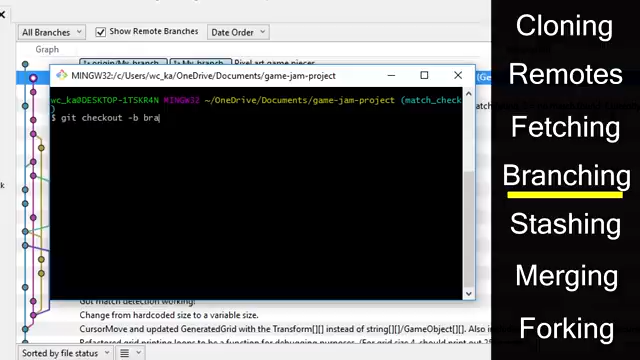 All Branches
Show Remote Branches
Date Order
Graph
origin/My_branch
My_branch
Pixel art game pieces
MINGW32:/c/Users/wc_ka/OneDrive/Documents/game-jam-project
wc_ka@DESKTOP-1TSKR4N MINGW32 ~/OneDrive/Documents/game-jam-project (match_check
)
$ git checkout -b bra
Got match detection working!
Change from hardcoded size to a variable size.
CursorMove and updated GeneratedGrid with the Transform[][] instead of string[][]/GameObject[][]. Also in
Refactored grid printing loops to be a function for debugging purposes.
Sorted by file status
Cloning
Remotes
Fetching
Branching
Stashing
Merging
Forking